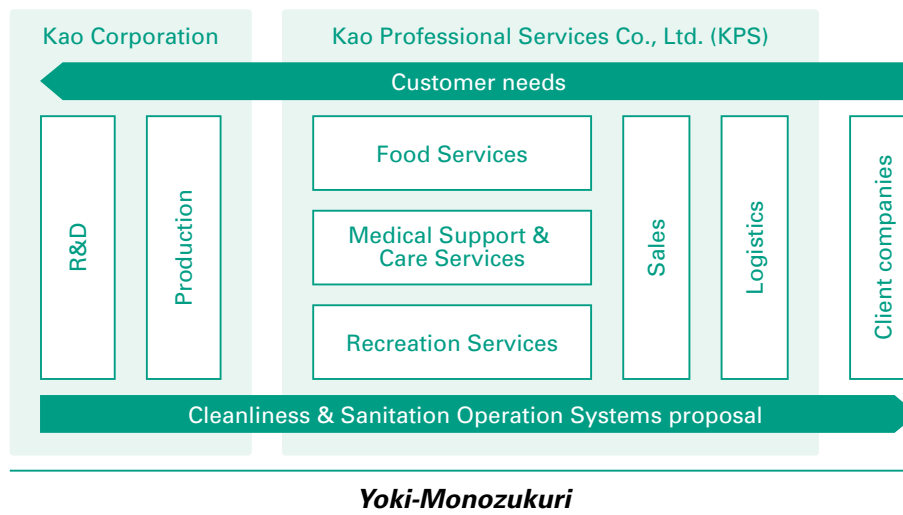 Kao Corporation
Kao Professional Services Co., Ltd. (KPS)
Customer needs
R&D
Production
Food Services
Medical Support &
Care Services
Recreation Services
Sales
Logistics
Client companies
Cleanliness & Sanitation Operation Systems proposal
Yoki-Monozukuri